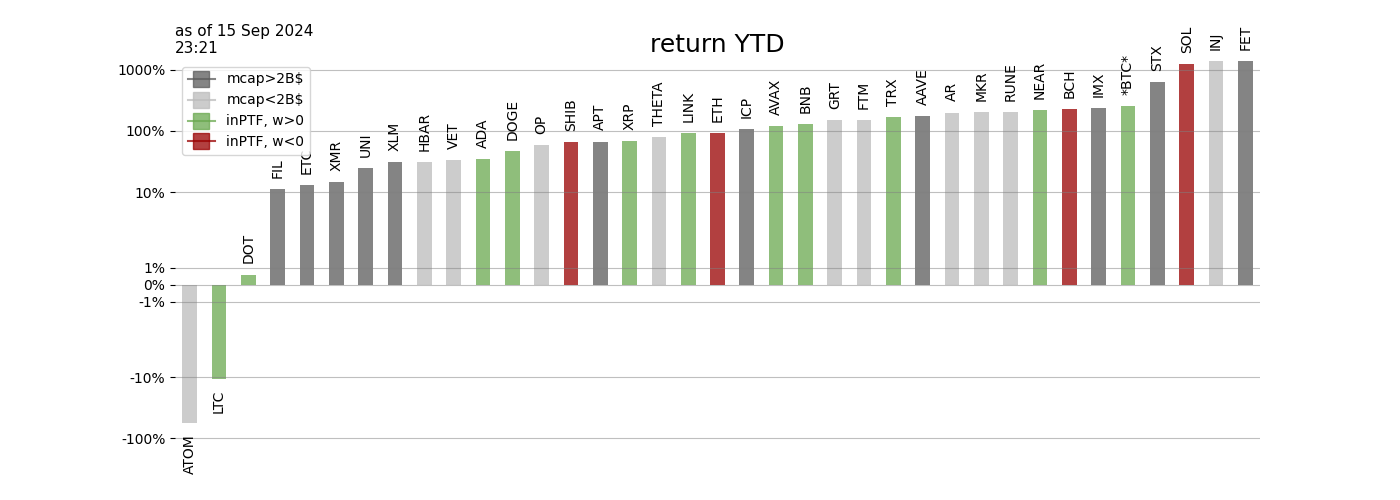 as of 15 Sep 2024
23:21
return YTD
mcap>2B$
mcap<2B$
inPTF, w>0
inPTF, w<0
1000%
100%
10%
1%
0%
-1%
-10%
-100%
ATOM
LTC
DOT
FIL
ETC
XMR
UNI
XLM
HBAR
VET
ADA
DOGE
OP
SHIB
APT
XRP
THETA
LINK
ETH
ICP
AVAX
BNB
GRT
FTM
TRX
AAVE
AR
MKR
RUNE
NEAR
BCH
IMX
*BTC*
STX
SOL
INJ
FET